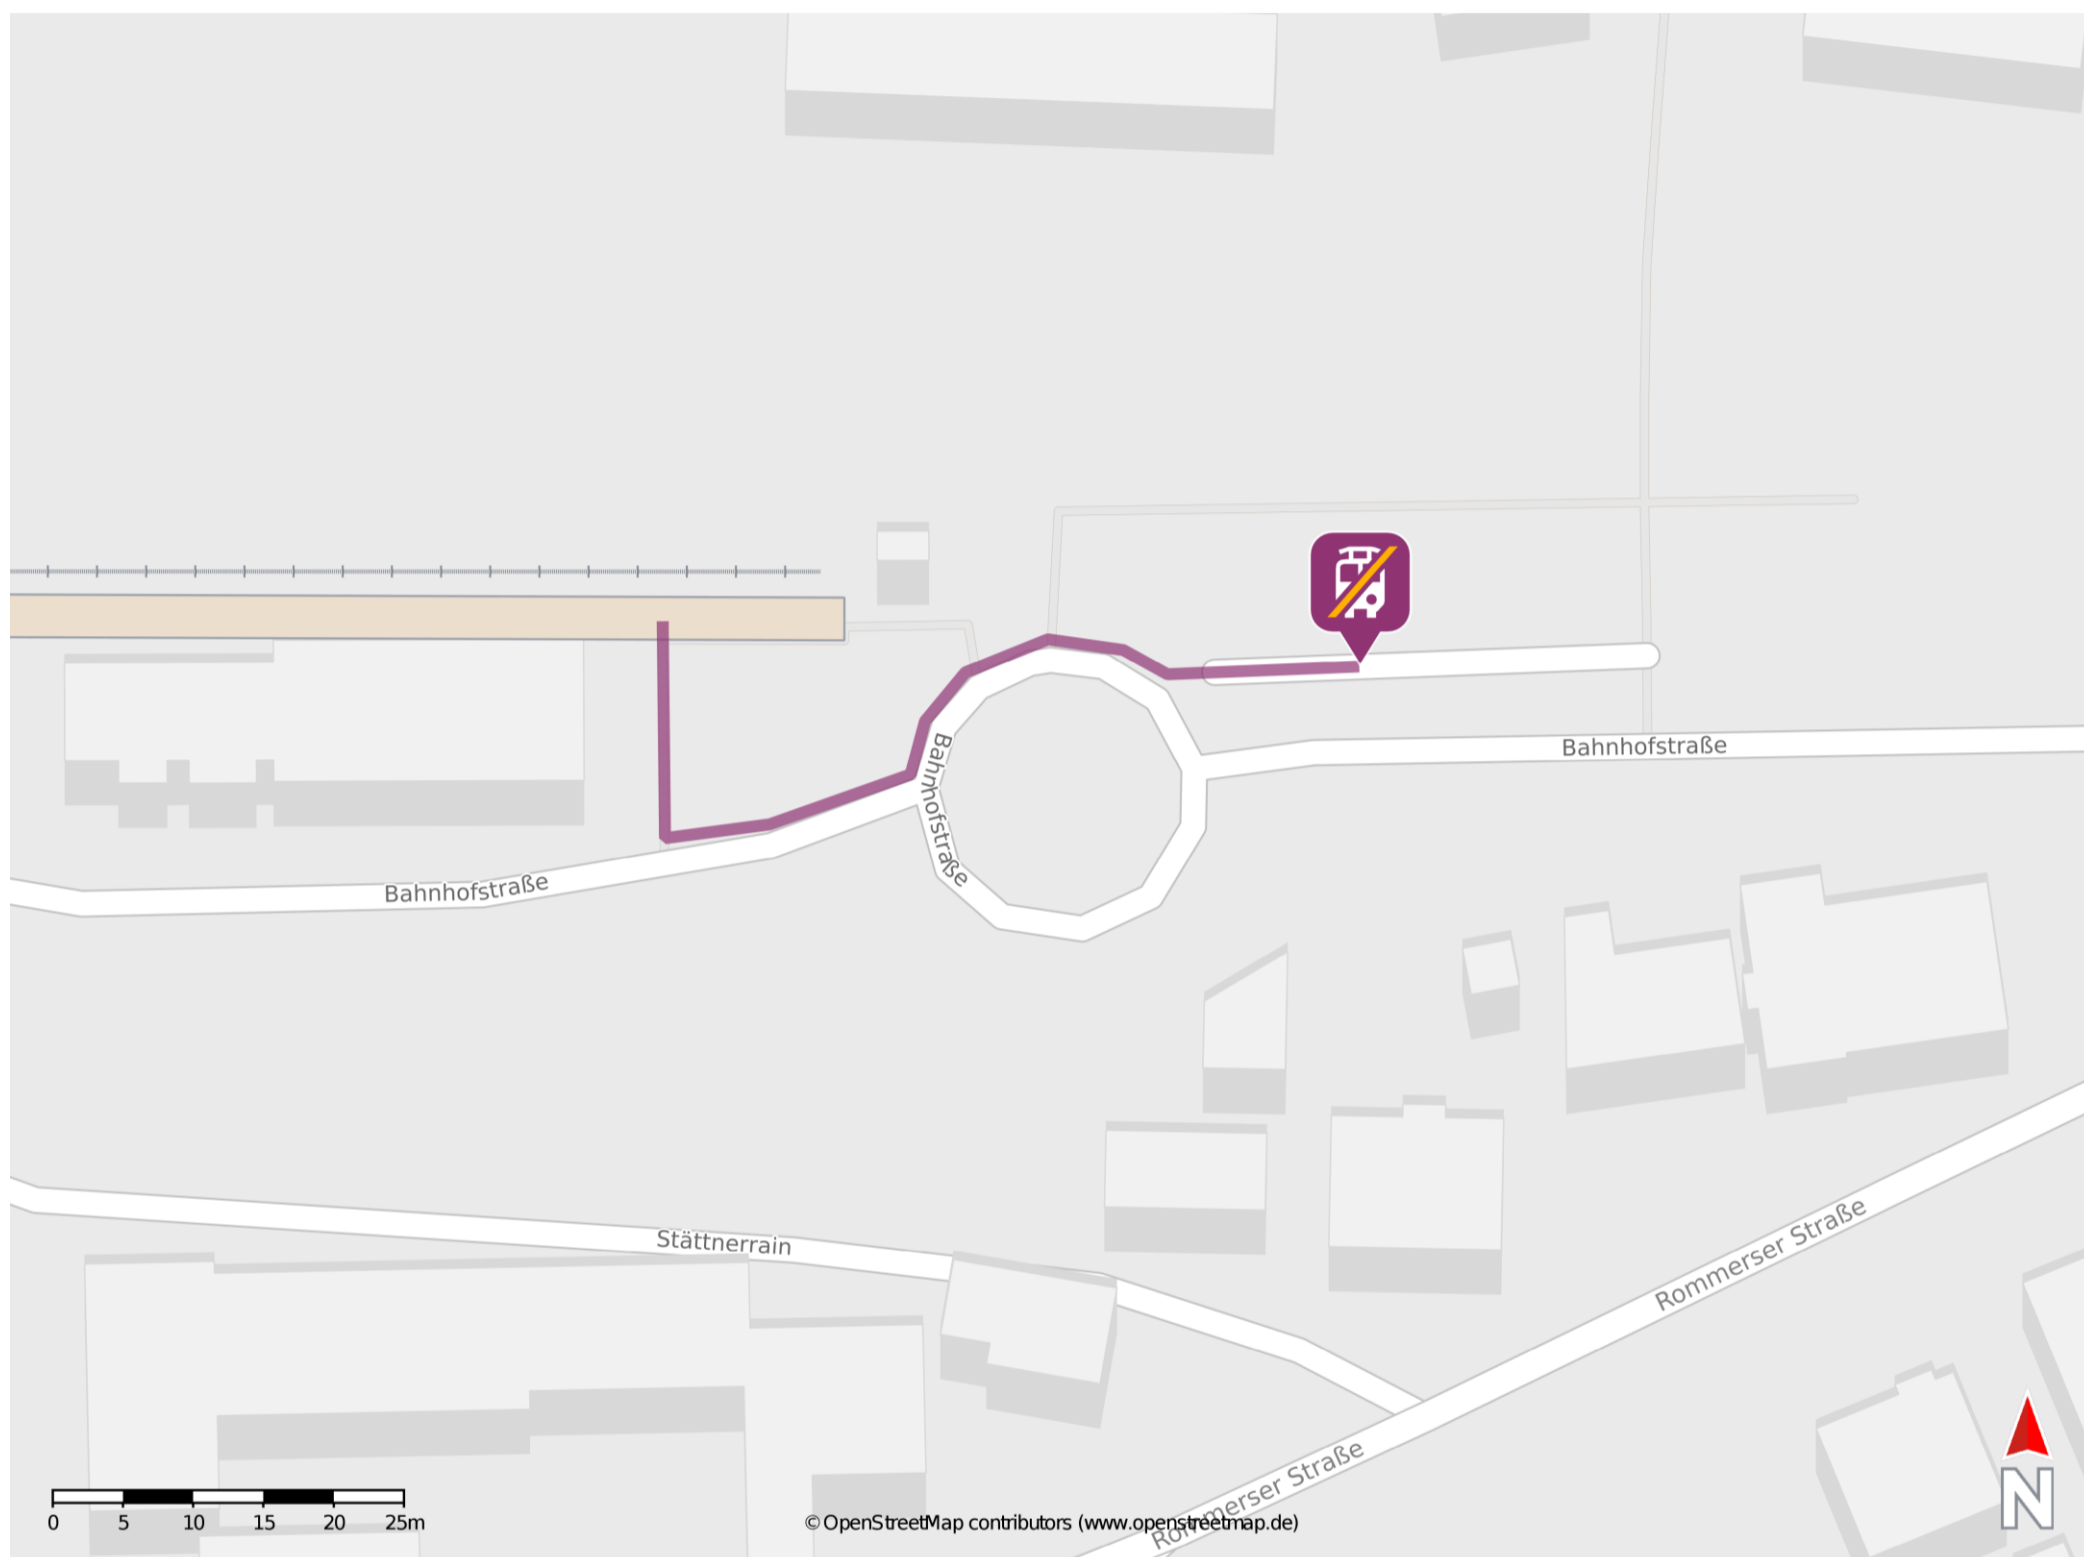 Bahnhofstraße
Bahnhofstraße
Bahnhofstraße
Stättnerrain
Rommerser Straße
Rommerser Straße
N
0 5 10 15 20 25m
© OpenStreetMap contributors (www.openstreetmap.de)